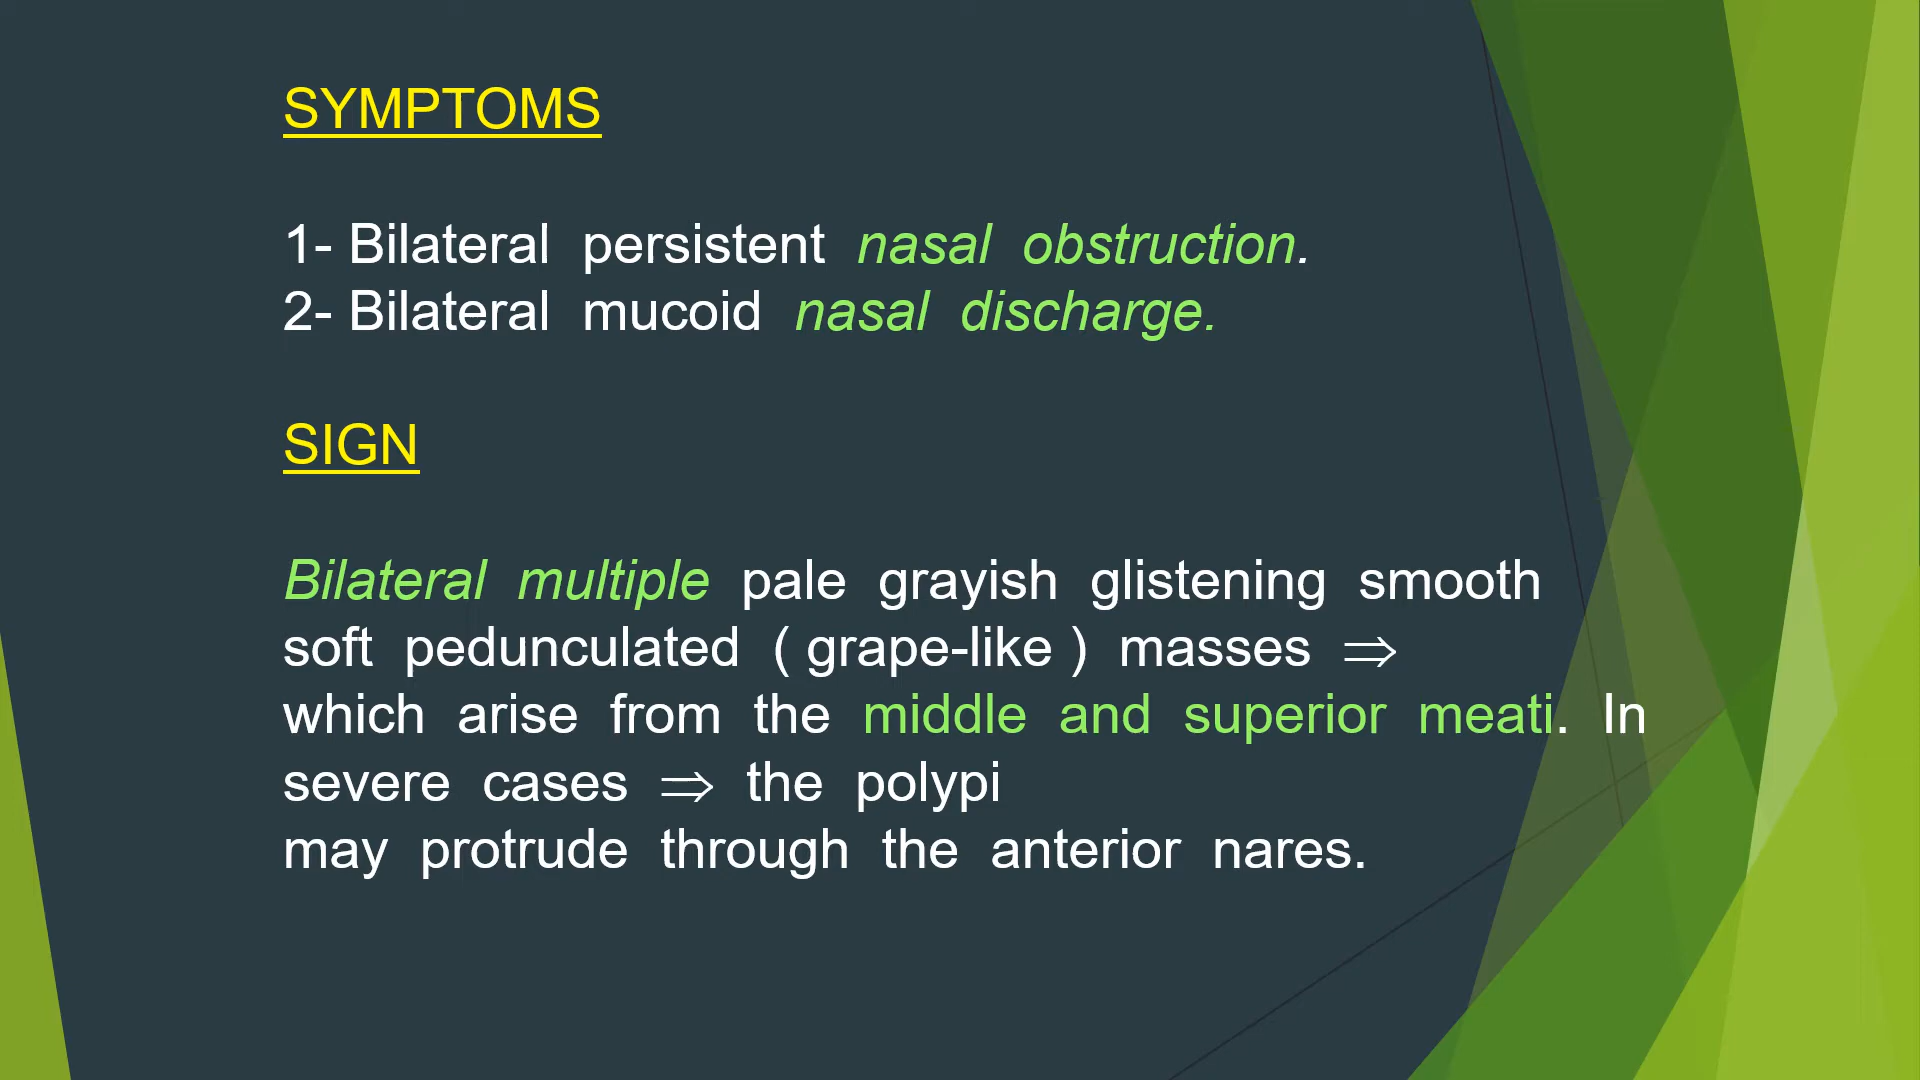 SYMPTOMS
1- Bilateral persistent nasal obstruction.
2- Bilateral mucoid nasal discharge.
SIGN
Bilateral multiple pale grayish glistening smooth
soft pedunculated ( grape-like ) masses ⇒
which arise from the middle and superior meati. In
severe cases ⇒ the polypi
may protrude through the anterior nares.